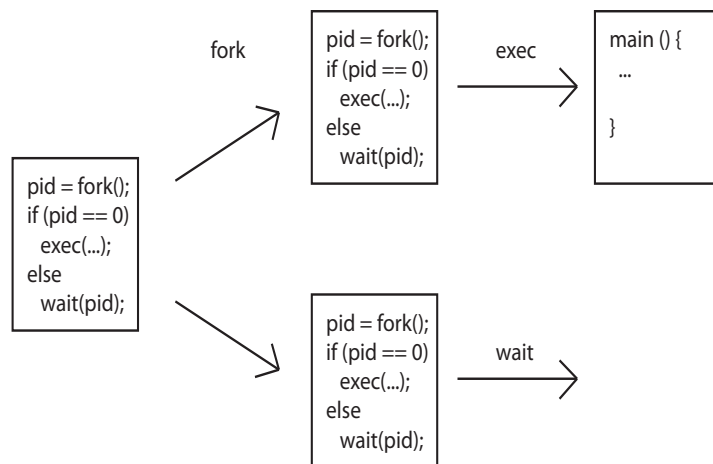 fork
pid = fork();
if (pid == 0)
exec(...);
else
wait(pid);
exec
main () {
...
}
pid = fork();
if (pid == 0)
exec(...);
else
wait(pid);
pid = fork();
if (pid == 0)
exec(...);
else
wait(pid);
wait